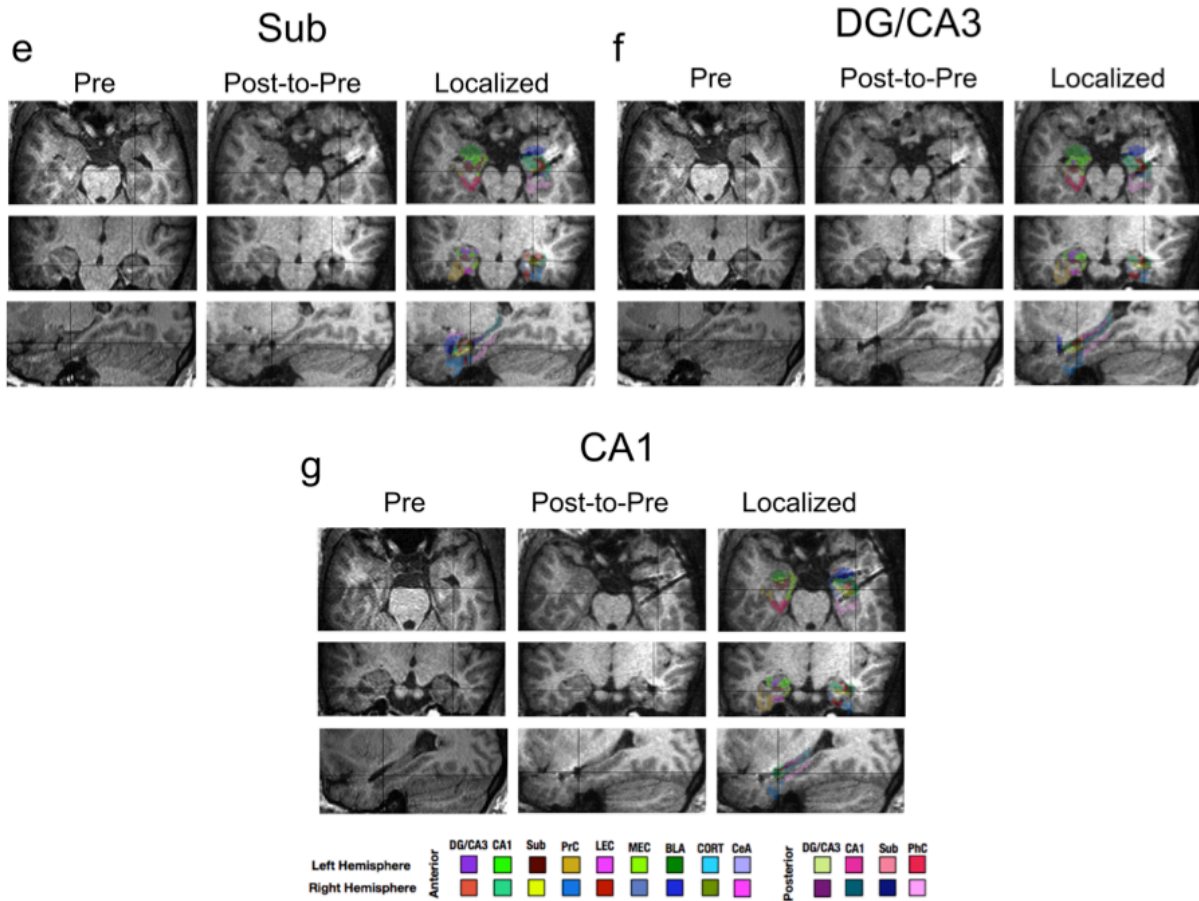 e
Sub
Pre Post-to-Pre Localized
f
DG/CA3
Pre Post-to-Pre Localized
g
CA1
Pre Post-to-Pre Localized
DG/CA3 CA1 Sub PrC LEC MEC BLA CORT CeA
Left Hemisphere
Right Hemisphere
Anterior
DG/CA3 CA1 Sub PhC
Posterior